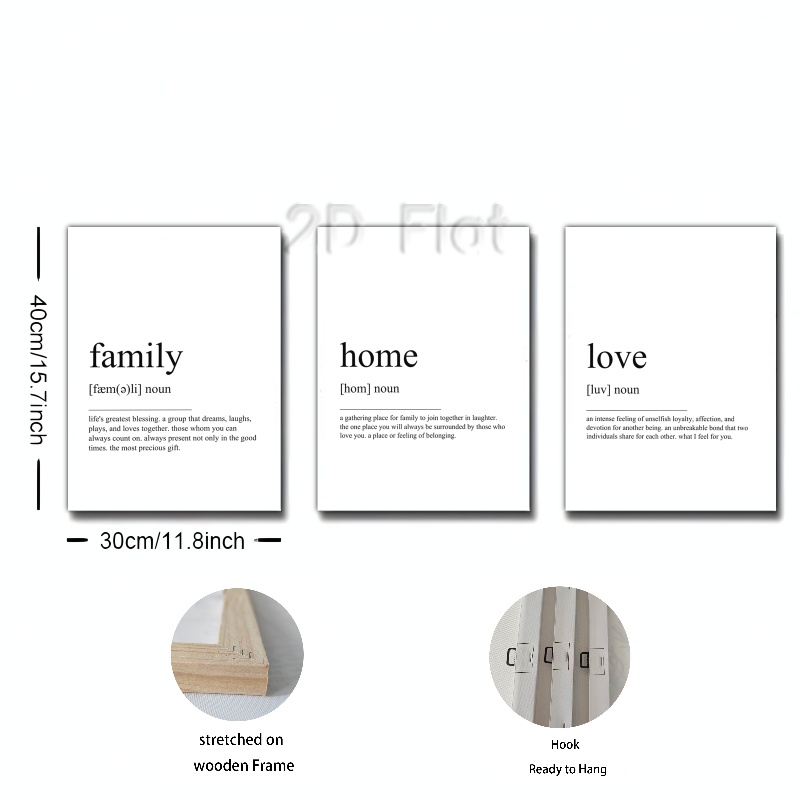 2D Flat
40cm/15.7inch
family
[fæm(ə)li] noun
life's greatest blessing. a group that dreams, laughs,
plays, and loves together. those whom you can
always count on. always present not only in the good
times. the most precious gift.
home
[hom] noun
a gathering place for family to join together in laughter.
the one place you will always be surrounded by those who
love you. a place or feeling of belonging.
love
[luv] noun
an intense feeling of unselfish loyalty, affection, and
devotion for another being. an unbreakable bond that two
individuals share for each other. what I feel for you.
30cm/11.8inch
stretched on
wooden Frame
Hook
Ready to Hang